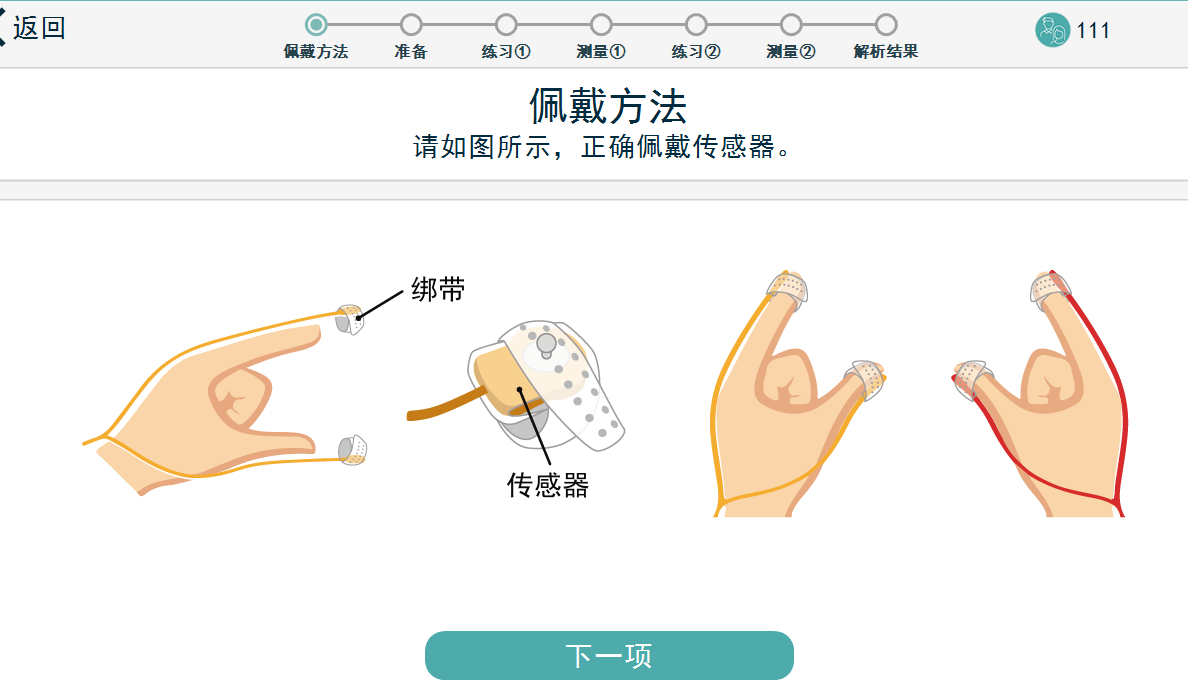 返回
111
佩戴方法
准备
练习①
测量①
练习②
测量②
解析结果
佩戴方法
请如图所示，正确佩戴传感器。
绑带
传感器
下一项